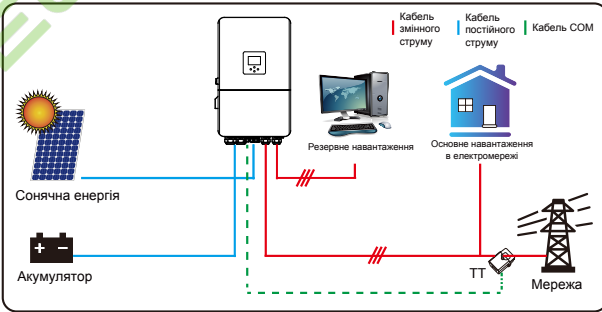 Кабель
змінного
струму
Кабель
постійного
струму
Кабель COM
Резервне навантаження
Основне навантаження
в електромережі
Сонячна енергія
Акумулятор
ТТ
Мережа